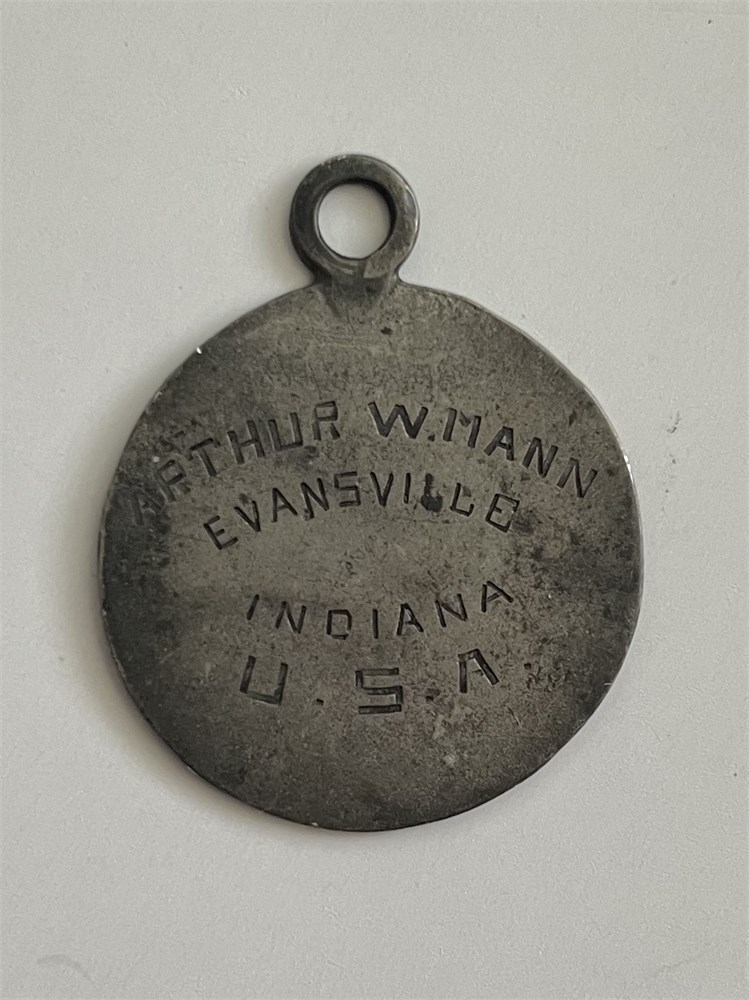 ARTHUR W. MANN
EVANSVILLE
INDIANA
U.S.A.